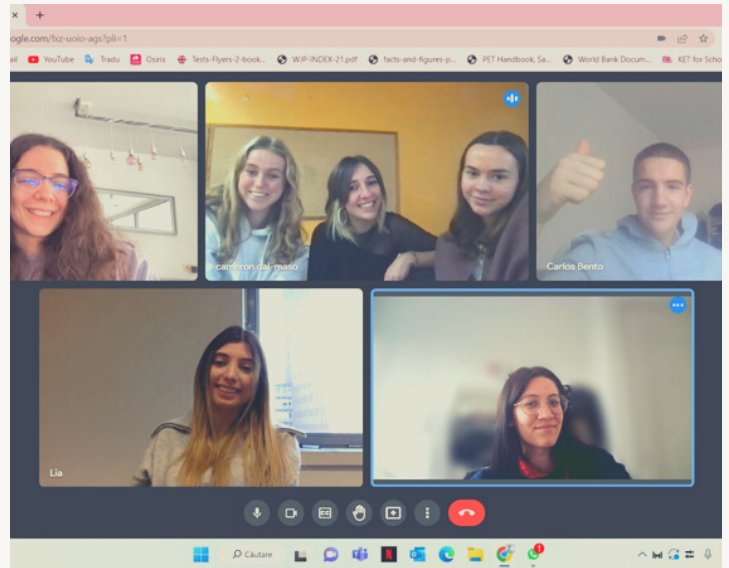 ogle.com/fxz-uoio-ags?pli=1
YouTube Tradu Osiris Tests-Flyers-2-book... WJP-INDEX-21.pdf facts-and-figures-p... PET Handbook, Sa... World Bank Docum... KET for Scho
cameron dal-maso
Carlos Bento
Lia
Căutare